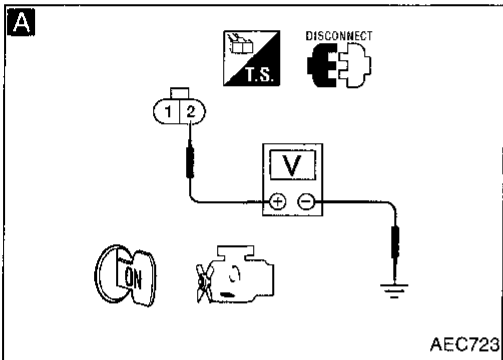 A
T.S.
DISCONNECT
1 2
V
+ −
ON
AEC723